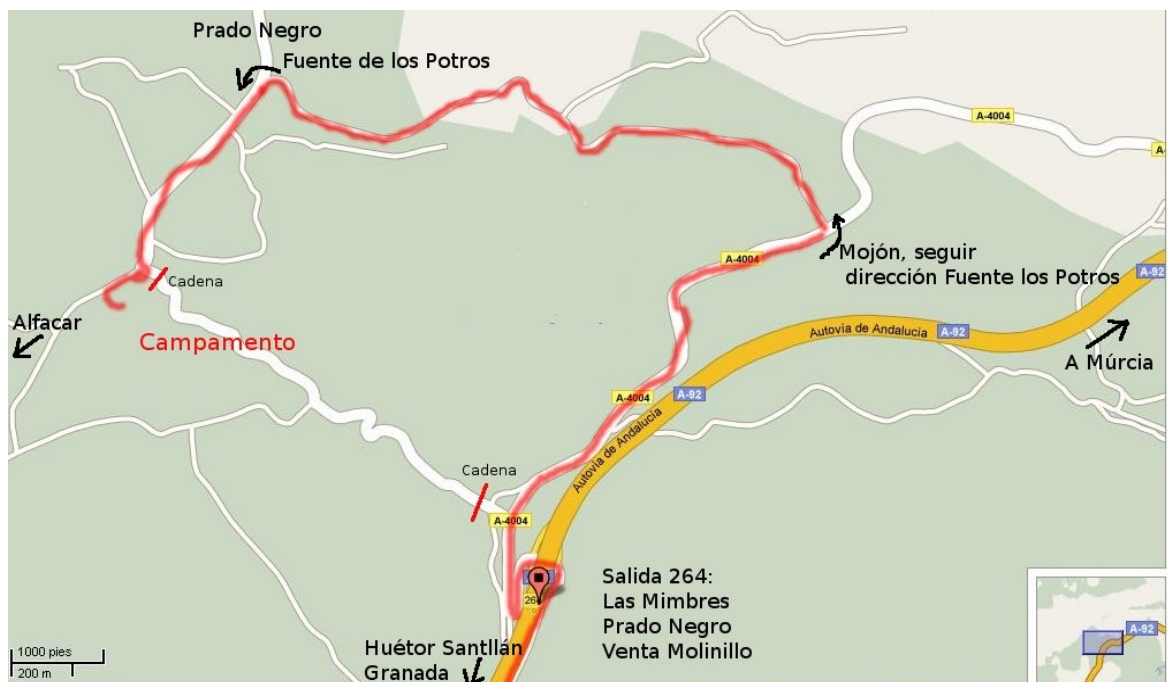 Prado Negro
Fuente de los Potros
A-4004
A-
Mojón, seguir
dirección Fuente los Potros
A-4004
A-92
Cadena
Alfacar
Campamento
Autovia de Andalucía
A-92
A Múrcia
A-4004
A-92
Autovia de Andalucía
Cadena
A-4004
Salida 264:
Las Mimbres
Prado Negro
Venta Molinillo
Huétor Santllán
Granada
1000 pies
200 m
A-92